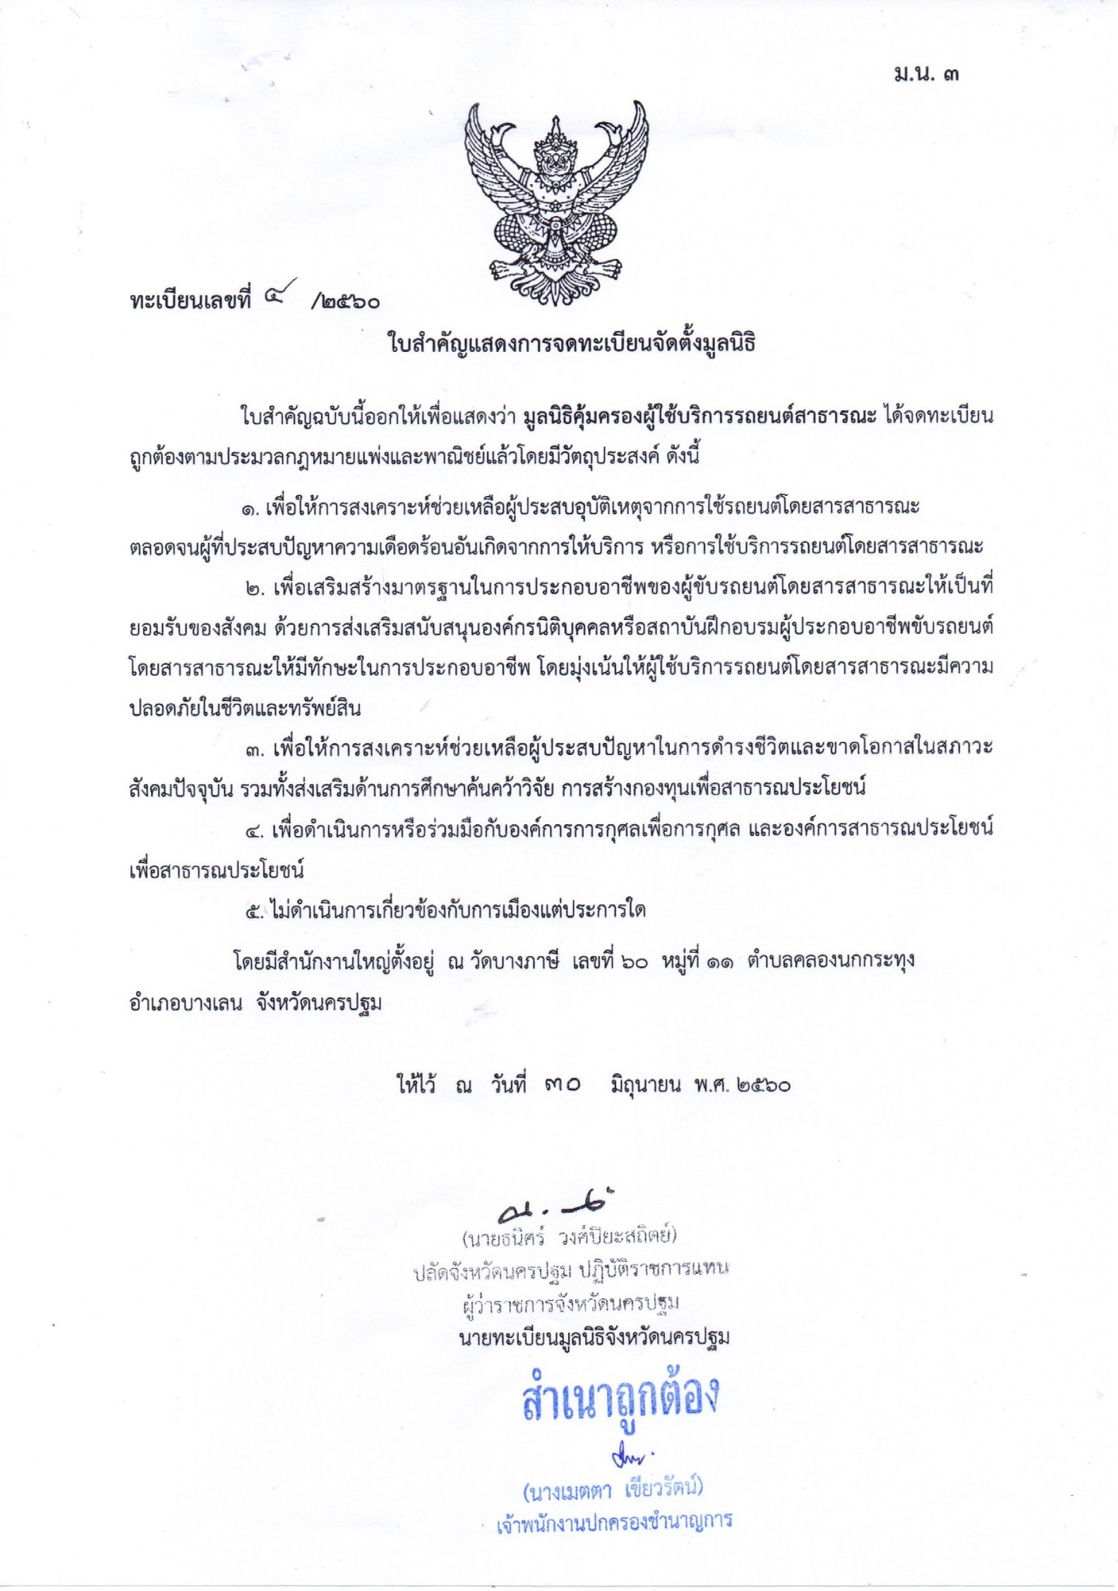 ม.น. ๓
ทะเบียนเลขที่ ๔ /๒๕๖๐
ใบสำคัญแสดงการจดทะเบียนจัดตั้งมูลนิธิ
ใบสำคัญฉบับนี้ออกให้เพื่อแสดงว่า มูลนิธิคุ้มครองผู้ใช้บริการรถยนต์สาธารณะ ได้จดทะเบียน
ถูกต้องตามประมวลกฎหมายแพ่งและพาณิชย์แล้วโดยมีวัตถุประสงค์ ดังนี้
๑. เพื่อให้การสงเคราะห์ช่วยเหลือผู้ประสบอุบัติเหตุจากการใช้รถยนต์โดยสารสาธารณะ
ตลอดจนผู้ที่ประสบปัญหาความเดือดร้อนอันเกิดจากการให้บริการ หรือการใช้บริการรถยนต์โดยสารสาธารณะ
๒. เพื่อเสริมสร้างมาตรฐานในการประกอบอาชีพของผู้ขับรถยนต์โดยสารสาธารณะให้เป็นที่
ยอมรับของสังคม ด้วยการส่งเสริมสนับสนุนองค์กรนิติบุคคลหรือสถาบันฝึกอบรมผู้ประกอบอาชีพขับรถยนต์
โดยสารสาธารณะให้มีทักษะในการประกอบอาชีพ โดยมุ่งเน้นให้ผู้ใช้บริการรถยนต์โดยสารสาธารณะมีความ
ปลอดภัยในชีวิตและทรัพย์สิน
๓. เพื่อให้การสงเคราะห์ช่วยเหลือผู้ประสบปัญหาในการดำรงชีวิตและขาดโอกาสในสภาวะ
สังคมปัจจุบัน รวมทั้งส่งเสริมด้านการศึกษาค้นคว้าวิจัย การสร้างกองทุนเพื่อสาธารณประโยชน์
๔. เพื่อดำเนินการหรือร่วมมือกับองค์การการกุศลเพื่อการกุศล และองค์การสาธารณประโยชน์
เพื่อสาธารณประโยชน์
๕. ไม่ดำเนินการเกี่ยวข้องกับการเมืองแต่ประการใด
โดยมีสำนักงานใหญ่ตั้งอยู่ ณ วัดบางภาษี เลขที่ ๖๐ หมู่ที่ ๑๑ ตำบลคลองนกกระทุง
อำเภอบางเลน จังหวัดนครปฐม
ให้ไว้ ณ วันที่ ๓๐ มิถุนายน พ.ศ. ๒๕๖๐
(นายธนิศร์ วงศ์ปิยะสถิตย์)
ปลัดจังหวัดนครปฐม ปฏิบัติราชการแทน
ผู้ว่าราชการจังหวัดนครปฐม
นายทะเบียนมูลนิธิจังหวัดนครปฐม
สำเนาถูกต้อง
(นางเมตตา เขียวรัตน์)
เจ้าพนักงานปกครองชำนาญการ